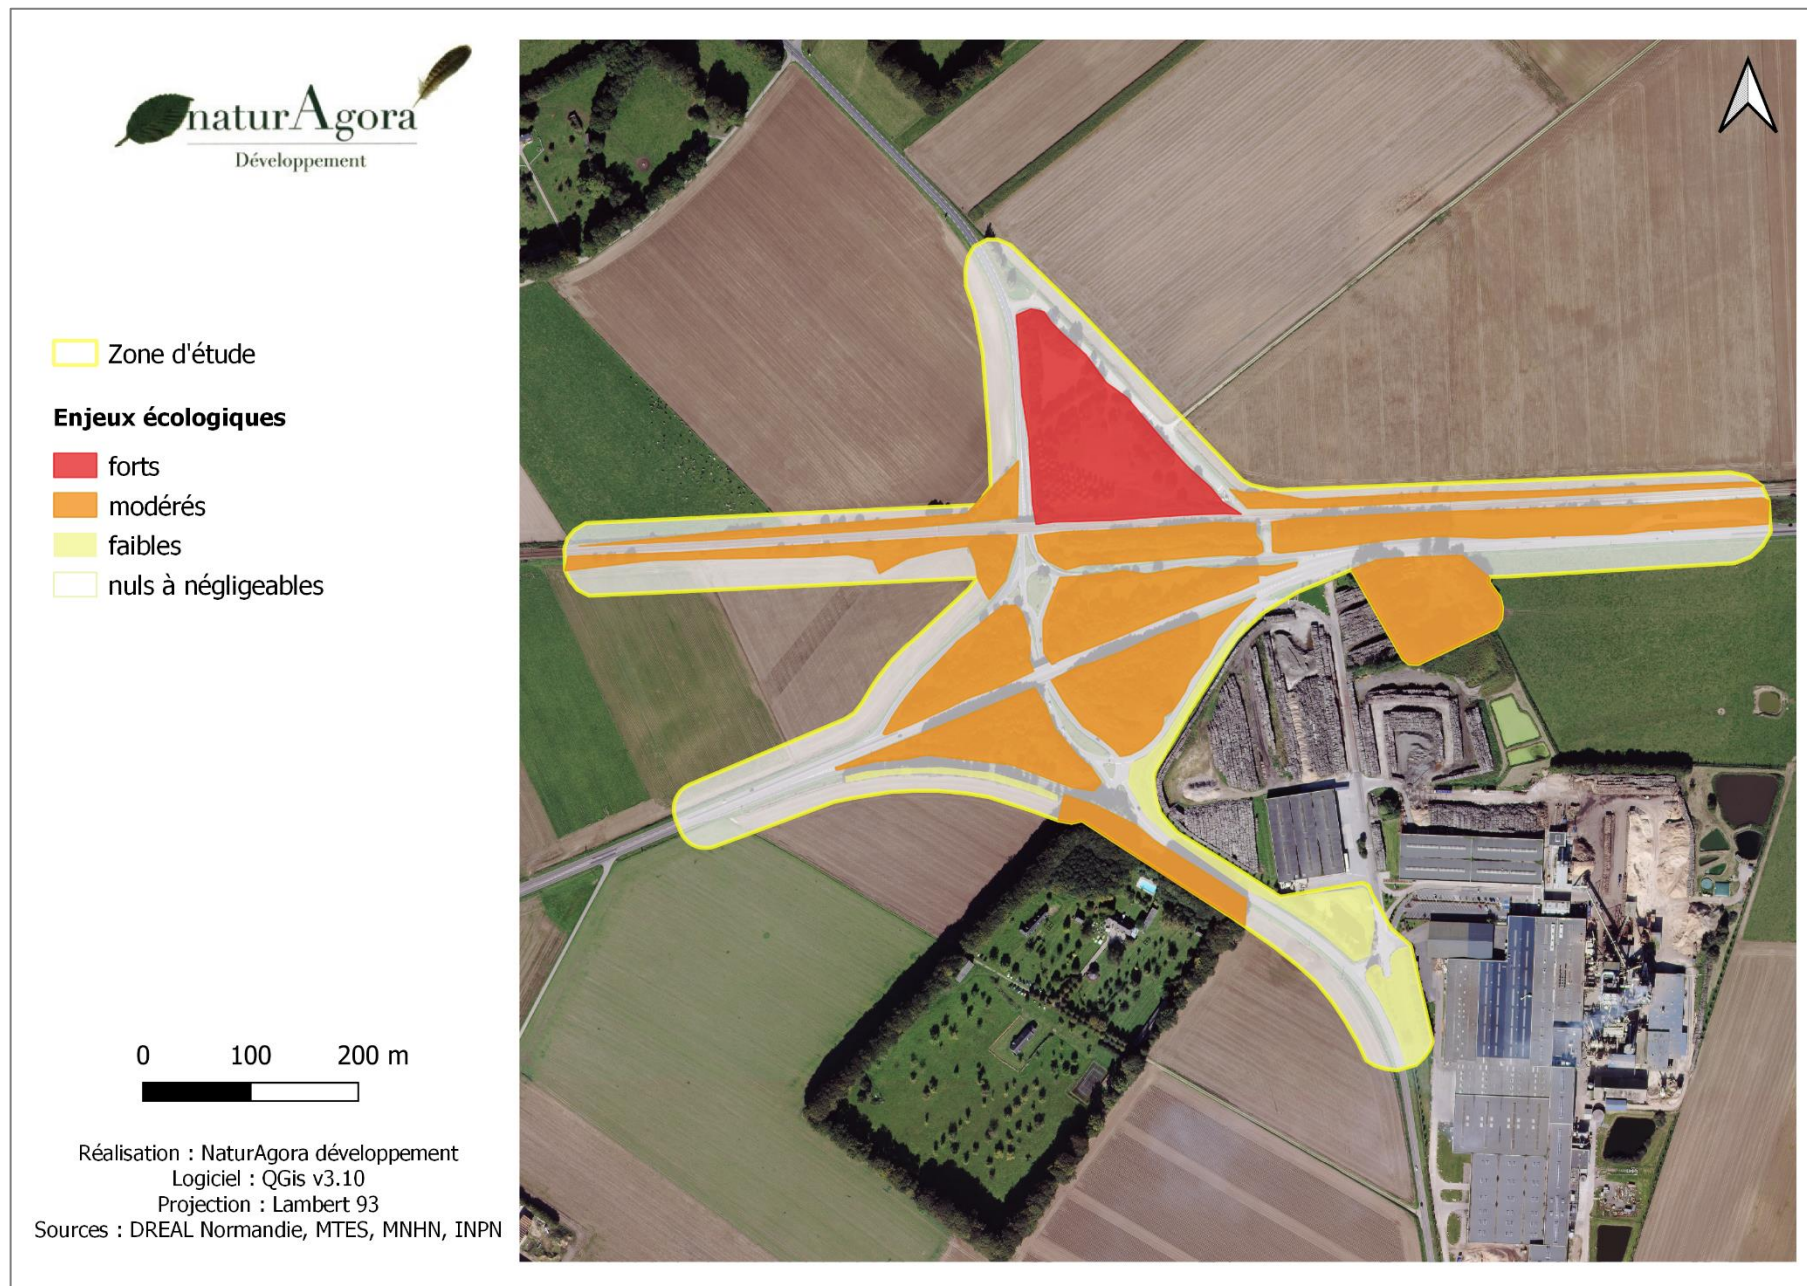 naturAgora
Développement
Zone d'étude
Enjeux écologiques
forts
modérés
faibles
nuls à négligeables
0 100 200 m
Réalisation : NaturAgora développement
Logiciel : QGis v3.10
Projection : Lambert 93
Sources : DREAL Normandie, MTES, MNHN, INPN